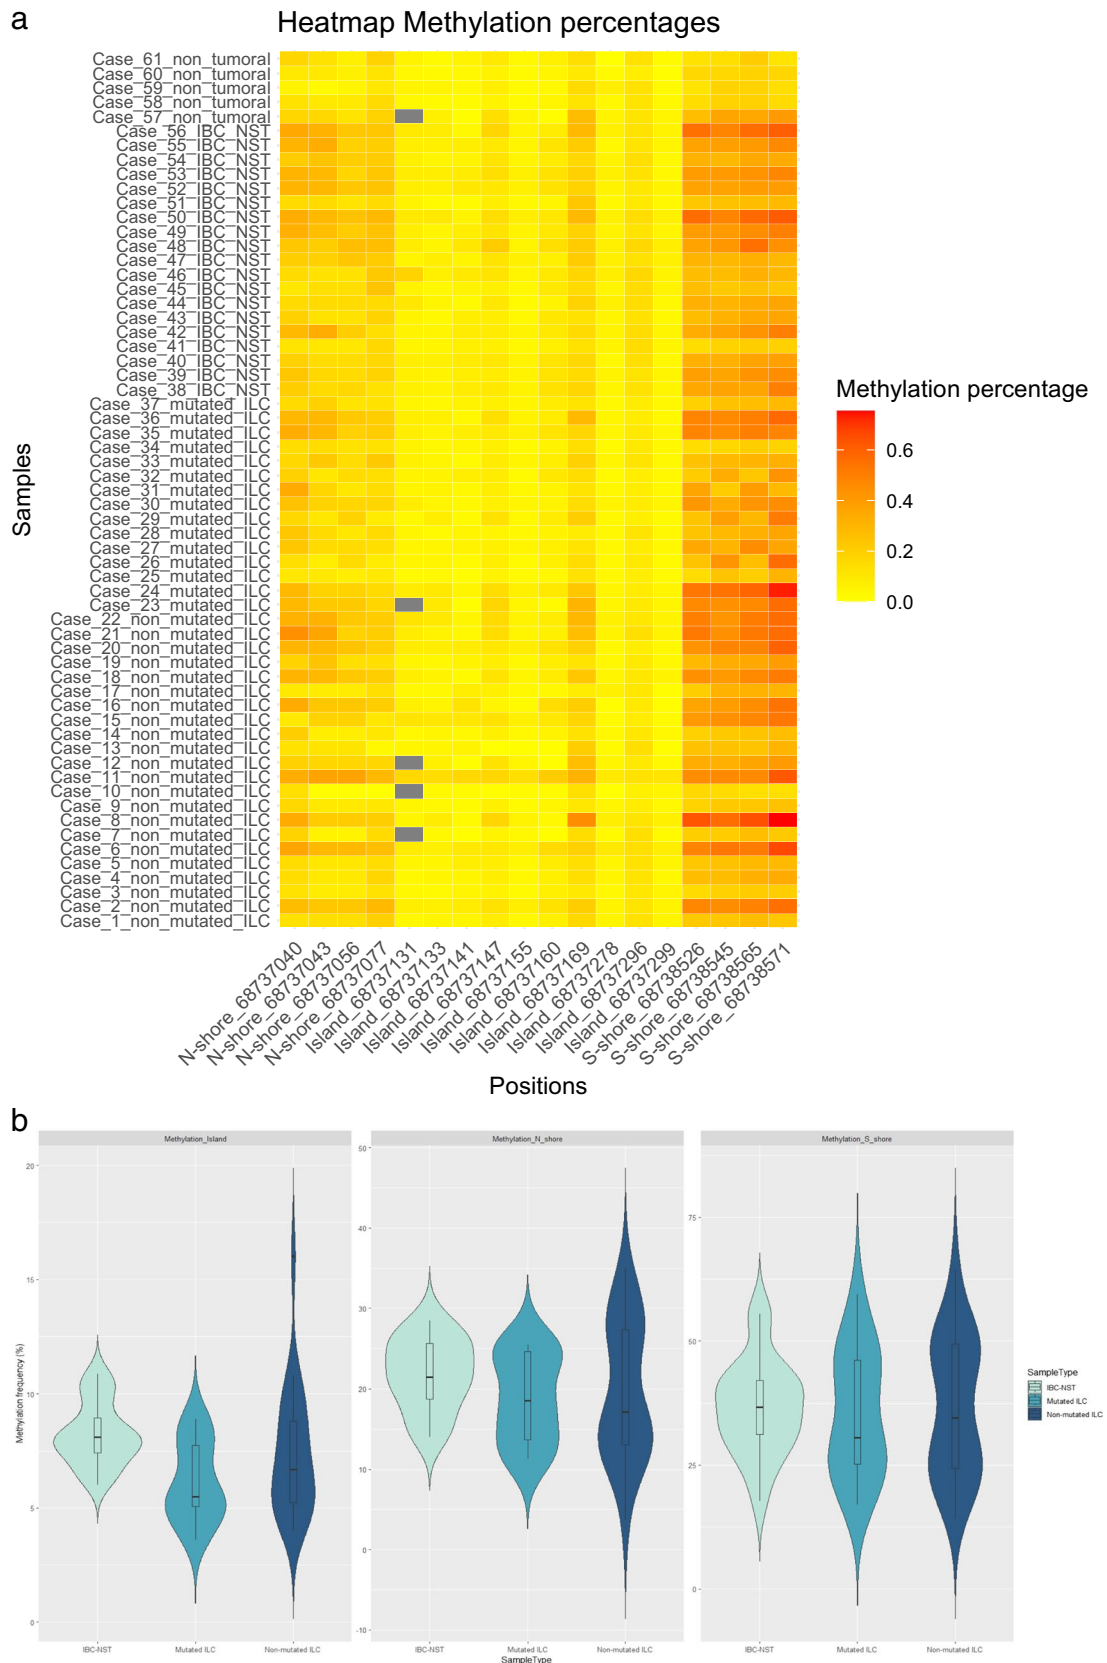 a
Heatmap Methylation percentages
Case_61_non_tumoral
Case_60_non_tumoral
Case_59_non_tumoral
Case_58_non_tumoral
Case_57_non_tumoral
Case_56_IBC_NST
Case_55_IBC_NST
Case_54_IBC_NST
Case_53_IBC_NST
Case_52_IBC_NST
Case_51_IBC_NST
Case_50_IBC_NST
Case_49_IBC_NST
Case_48_IBC_NST
Case_47_IBC_NST
Case_46_IBC_NST
Case_45_IBC_NST
Case_44_IBC_NST
Case_43_IBC_NST
Case_42_IBC_NST
Case_41_IBC_NST
Case_40_IBC_NST
Case_39_IBC_NST
Case_38_IBC_NST
Case_37_mutated_ILC
Case_36_mutated_ILC
Case_35_mutated_ILC
Case_34_mutated_ILC
Case_33_mutated_ILC
Case_32_mutated_ILC
Case_31_mutated_ILC
Case_30_mutated_ILC
Case_29_mutated_ILC
Case_28_mutated_ILC
Case_27_mutated_ILC
Case_26_mutated_ILC
Case_25_mutated_ILC
Case_24_mutated_ILC
Case_23_mutated_ILC
Case_22_non_mutated_ILC
Case_21_non_mutated_ILC
Case_20_non_mutated_ILC
Case_19_non_mutated_ILC
Case_18_non_mutated_ILC
Case_17_non_mutated_ILC
Case_16_non_mutated_ILC
Case_15_non_mutated_ILC
Case_14_non_mutated_ILC
Case_13_non_mutated_ILC
Case_12_non_mutated_ILC
Case_11_non_mutated_ILC
Case_10_non_mutated_ILC
Case_9_non_mutated_ILC
Case_8_non_mutated_ILC
Case_7_non_mutated_ILC
Case_6_non_mutated_ILC
Case_5_non_mutated_ILC
Case_4_non_mutated_ILC
Case_3_non_mutated_ILC
Case_2_non_mutated_ILC
Case_1_non_mutated_ILC
Samples
N-shore_68737040
N-shore_68737043
N-shore_68737056
N-shore_68737077
Island_68737131
Island_68737133
Island_68737141
Island_68737147
Island_68737155
Island_68737160
Island_68737169
Island_68737278
Island_68737296
Island_68737299
S-shore_68738526
S-shore_68738545
S-shore_68738565
S-shore_68738571
Positions
Methylation percentage
0.6
0.4
0.2
0.0
b
Methylation_Island
Methylation_N_shore
Methylation_S_shore
Methylation frequency (%)
20
15
10
5
0
50
40
30
20
10
0
-10
75
50
25
0
IBC-NST
Mutated ILC
Non-mutated ILC
IBC-NST
Mutated ILC
Non-mutated ILC
IBC-NST
Mutated ILC
Non-mutated ILC
SampleType
SampleType
IBC-NST
Mutated ILC
Non-mutated ILC